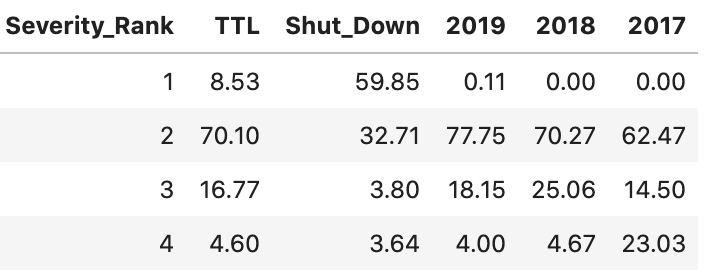 Severity_Rank TTL Shut_Down 2019 2018 2017
1 8.53 59.85 0.11 0.00 0.00
2 70.10 32.71 77.75 70.27 62.47
3 16.77 3.80 18.15 25.06 14.50
4 4.60 3.64 4.00 4.67 23.03